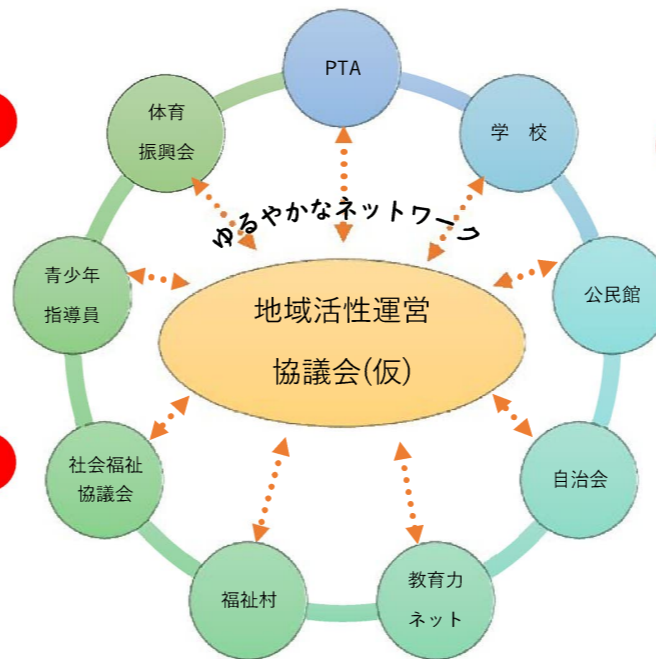 PTA
学 校
公民館
自治会
教育力
ネット
福祉村
社会福祉
協議会
青少年
指導員
体育
振興会
ゆるやかなネットワーク
地域活性運営
協議会(仮)